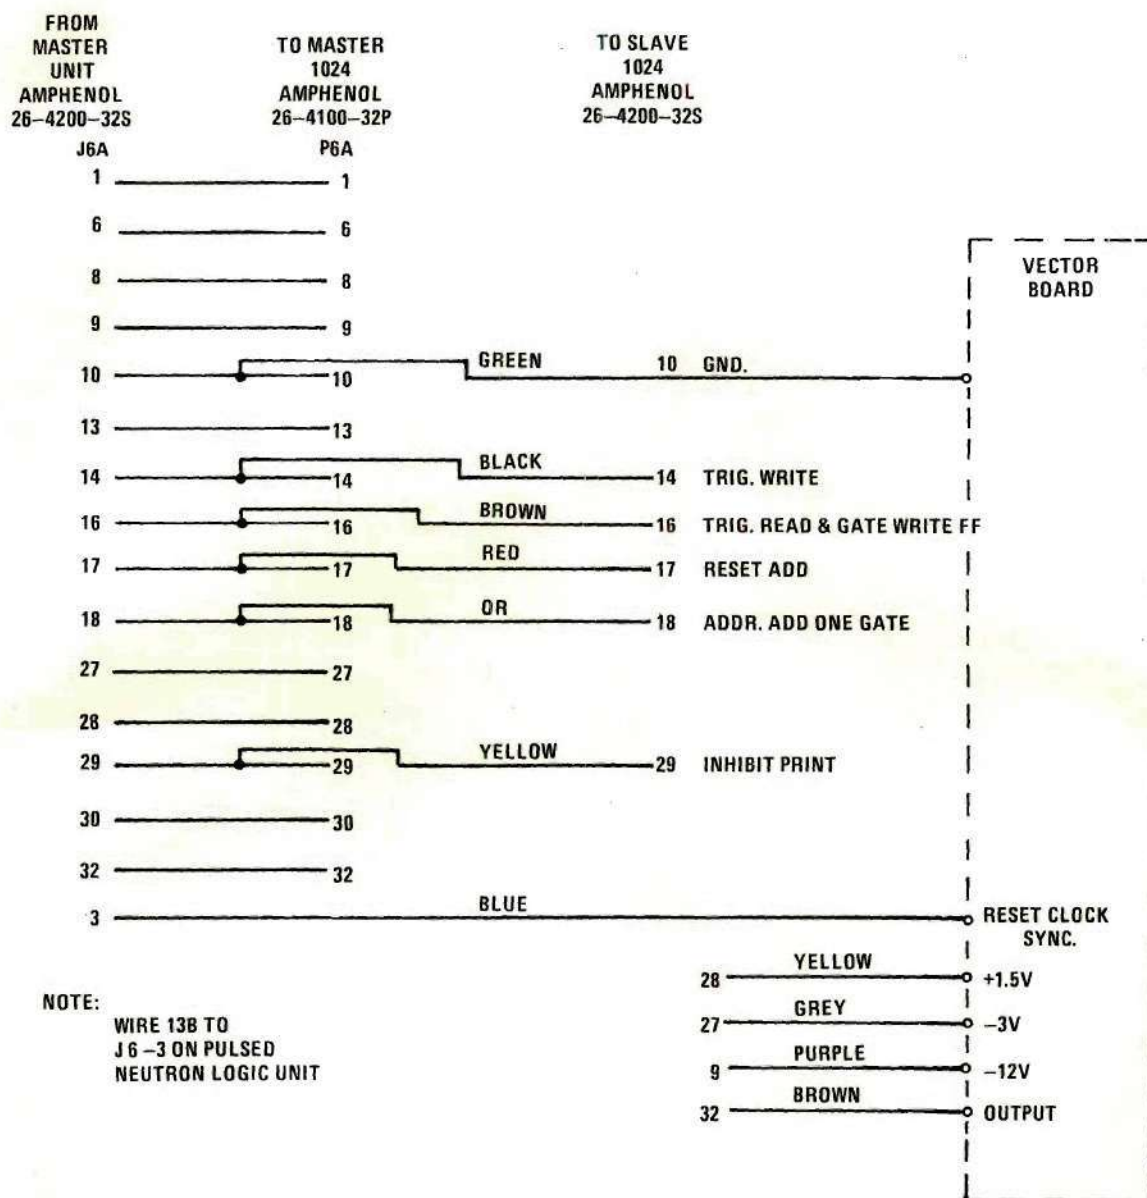 FROM
MASTER
UNIT
AMPHENOL
26-4200-32S
J6A
TO MASTER
1024
AMPHENOL
26-4100-32P
P6A
TO SLAVE
1024
AMPHENOL
26-4200-32S
VECTOR
BOARD
1 1
6 6
8 8
9 9
10 10 GREEN 10 GND.
13 13
14 14 BLACK 14 TRIG. WRITE
16 16 BROWN 16 TRIG. READ & GATE WRITE FF
17 17 RED 17 RESET ADD
18 18 OR 18 ADDR. ADD ONE GATE
27 27
28 28
29 29 YELLOW 29 INHIBIT PRINT
30 30
32 32
3 BLUE RESET CLOCK
SYNC.
28 YELLOW +1.5V
27 GREY -3V
9 PURPLE -12V
32 BROWN OUTPUT
NOTE:
WIRE 13B TO
J6-3 ON PULSED
NEUTRON LOGIC UNIT